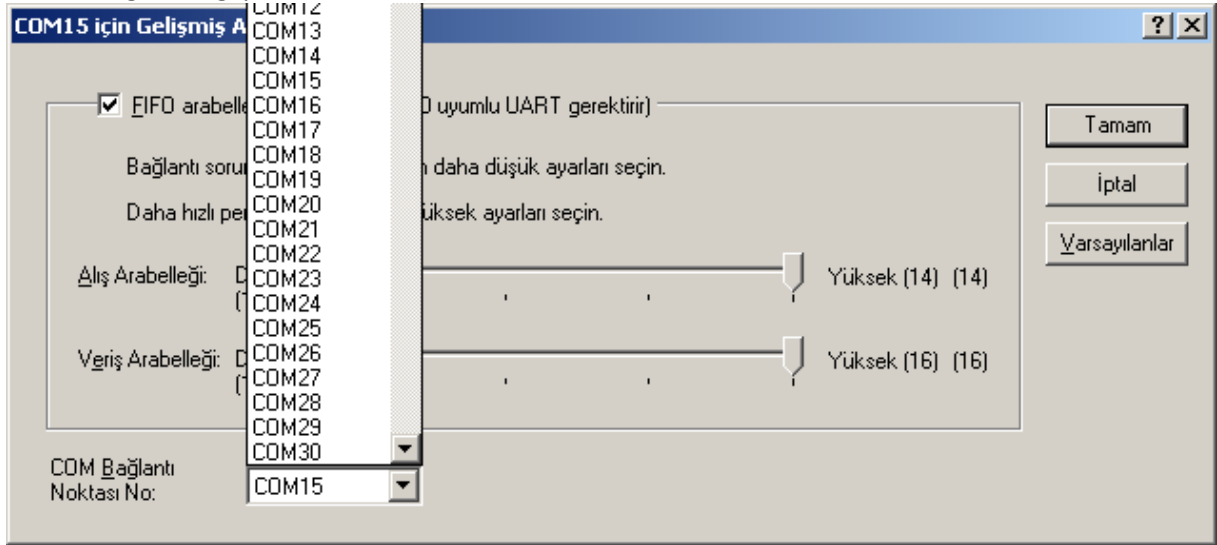 COM15 için Gelişmiş A
COM12
COM13
COM14
COM15
COM16
COM17
COM18
COM19
COM20
COM21
COM22
COM23
COM24
COM25
COM26
COM27
COM28
COM29
COM30
FIFO arabelle 0 uyumlu UART gerektirir)
Bağlantı sorun daha düşük ayarları seçin.
Daha hızlı per üksek ayarları seçin.
Alış Arabelleği: D Yüksek (14) (14)
(1
Veriş Arabelleği: D Yüksek (16) (16)
(1
COM Bağlantı
Noktası No: COM15
Tamam
İptal
Varsayılanlar